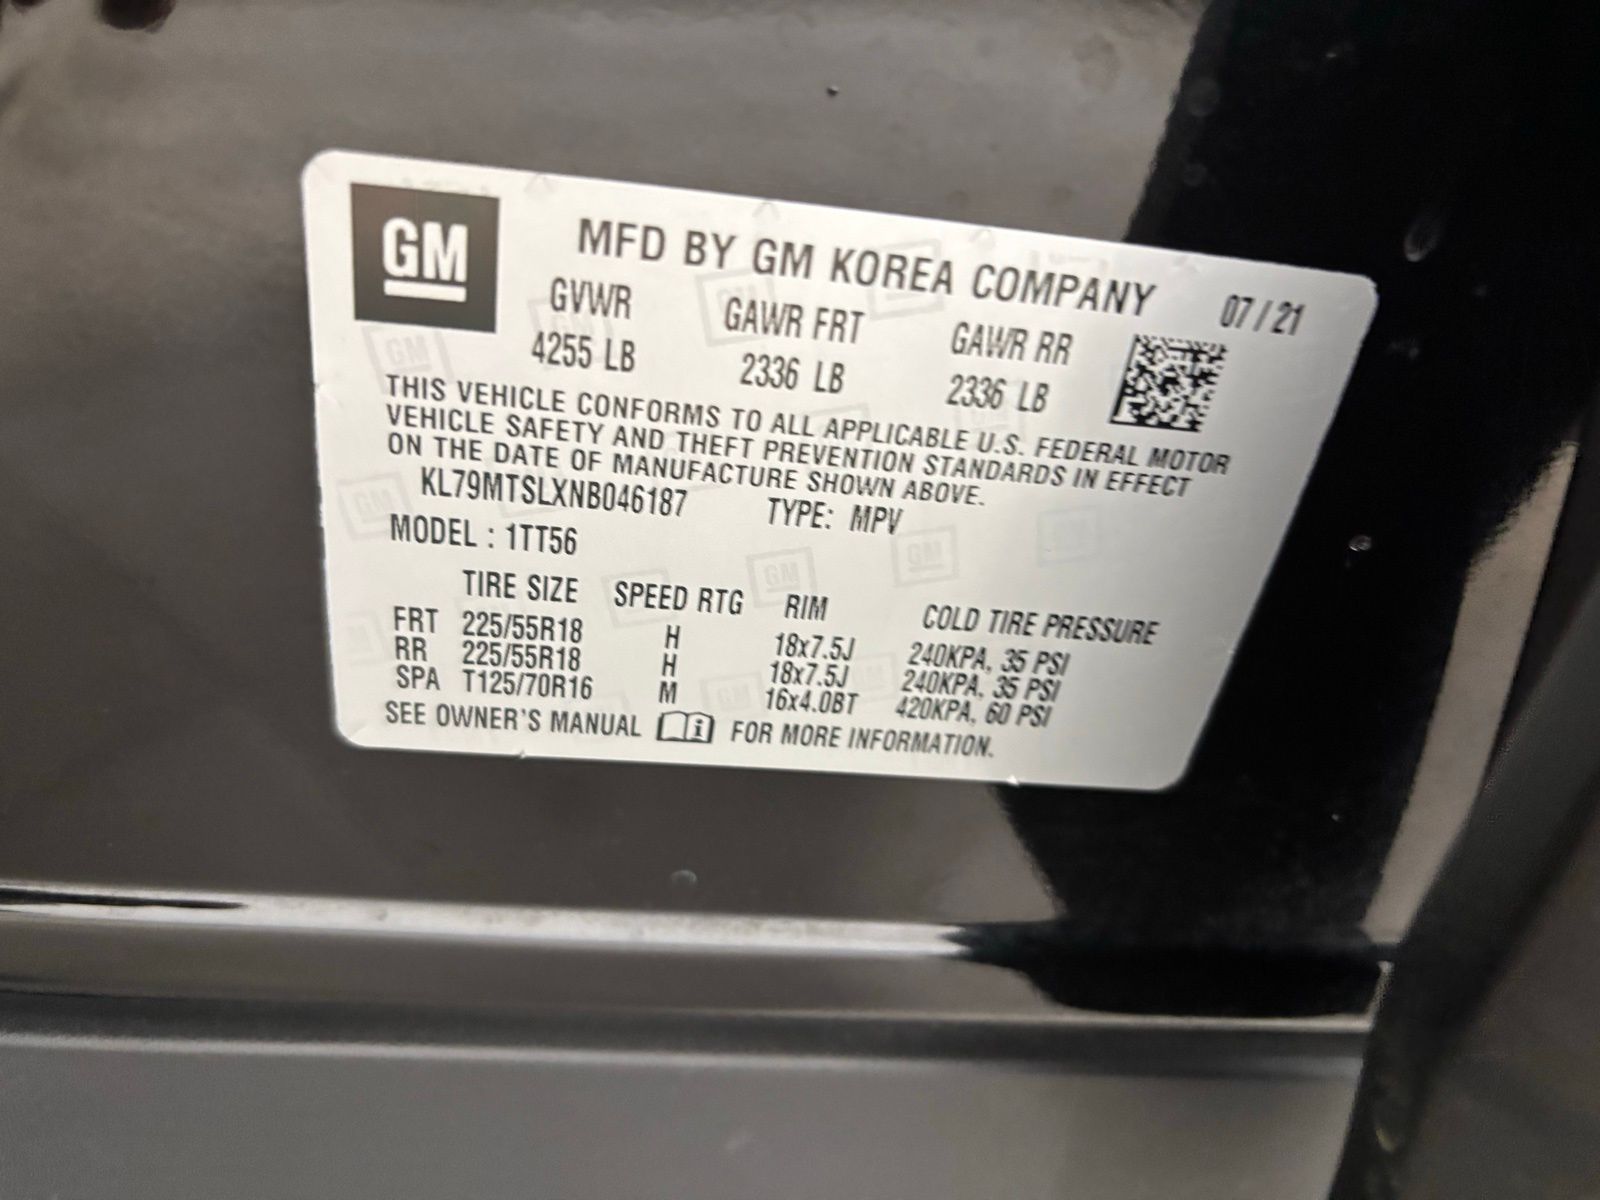 GM
MFD BY GM KOREA COMPANY 07/21
GVWR GAWR FRT GAWR RR
4255 LB 2336 LB 2336 LB
THIS VEHICLE CONFORMS TO ALL APPLICABLE U.S. FEDERAL MOTOR
VEHICLE SAFETY AND THEFT PREVENTION STANDARDS IN EFFECT
ON THE DATE OF MANUFACTURE SHOWN ABOVE.
KL79MTSLXNB046187 TYPE: MPV
MODEL : 1TT56
TIRE SIZE SPEED RTG RIM COLD TIRE PRESSURE
FRT 225/55R18 H 18x7.5J 240KPA, 35 PSI
RR 225/55R18 H 18x7.5J 240KPA, 35 PSI
SPA T125/70R16 M 16x4.0BT 420KPA, 60 PSI
SEE OWNER'S MANUAL i FOR MORE INFORMATION.